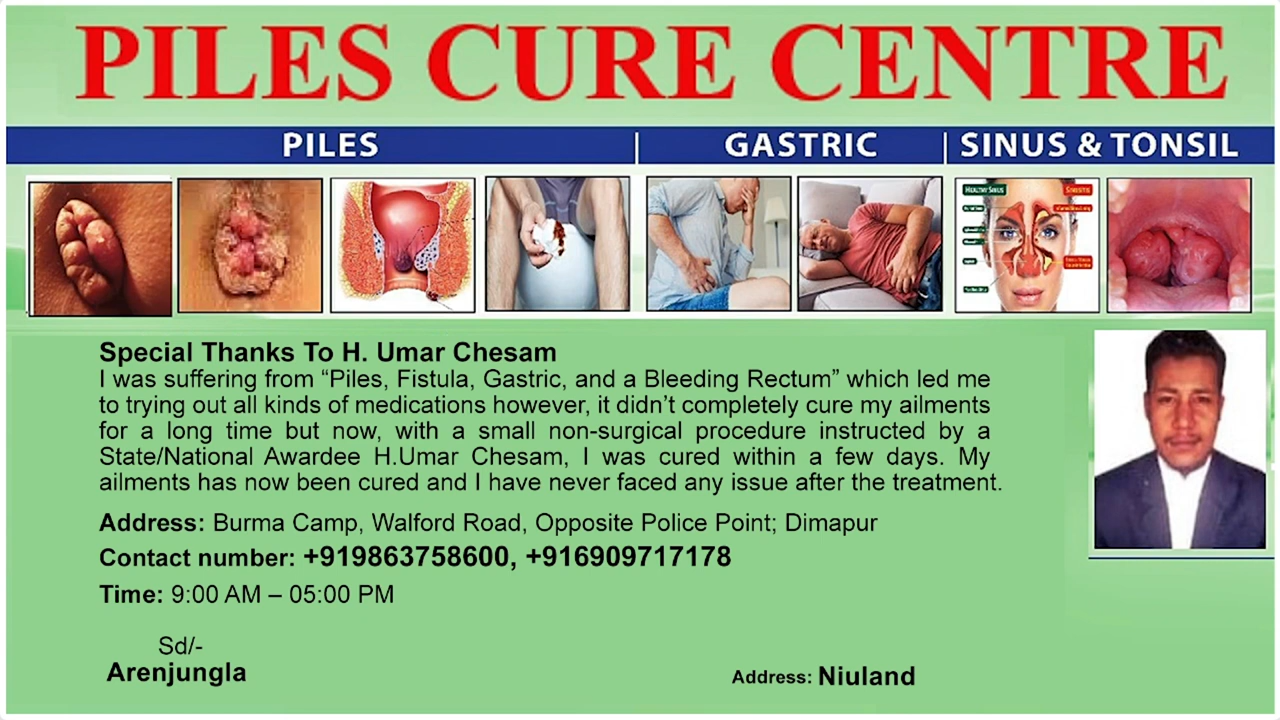 PILES CURE CENTRE
PILES | GASTRIC | SINUS & TONSIL
HEALTHY SINUS SINUSITIS
Special Thanks To H. Umar Chesam
I was suffering from “Piles, Fistula, Gastric, and a Bleeding Rectum” which led me
to trying out all kinds of medications however, it didn’t completely cure my ailments
for a long time but now, with a small non-surgical procedure instructed by a
State/National Awardee H.Umar Chesam, I was cured within a few days. My
ailments has now been cured and I have never faced any issue after the treatment.
Address: Burma Camp, Walford Road, Opposite Police Point; Dimapur
Contact number: +919863758600, +916909717178
Time: 9:00 AM – 05:00 PM
Sd/-
Arenjungla
Address: Niuland